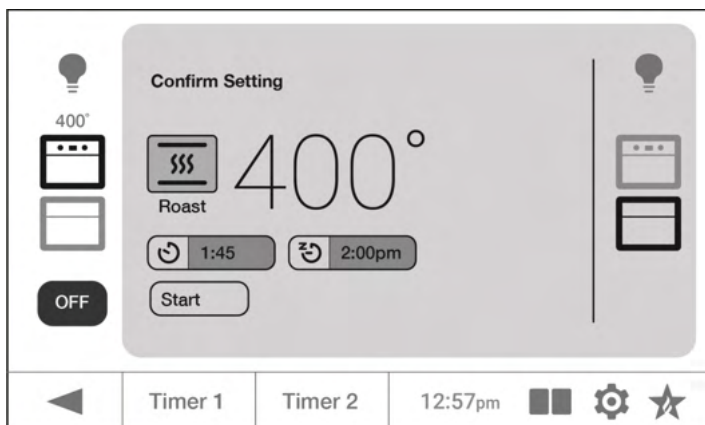 Confirm Setting
400°
400°
Roast
1:45
z 2:00pm
OFF
Start
Timer 1
Timer 2
12:57pm